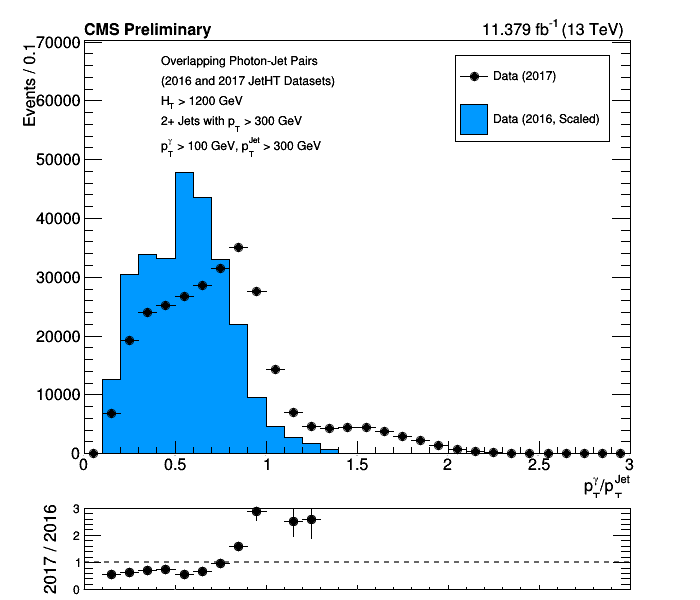 CMS Preliminary 11.379 fb⁻¹ (13 TeV)
Events / 0.1
70000
60000
50000
40000
30000
20000
10000
0
Overlapping Photon-Jet Pairs
(2016 and 2017 JetHT Datasets)
H_T > 1200 GeV
2+ Jets with p_T > 300 GeV
p_T^γ > 100 GeV, p_T^Jet > 300 GeV
Data (2017)
Data (2016, Scaled)
0 0.5 1 1.5 2 2.5 3
p_T^γ/p_T^Jet
2017 / 2016
3
2
1
0